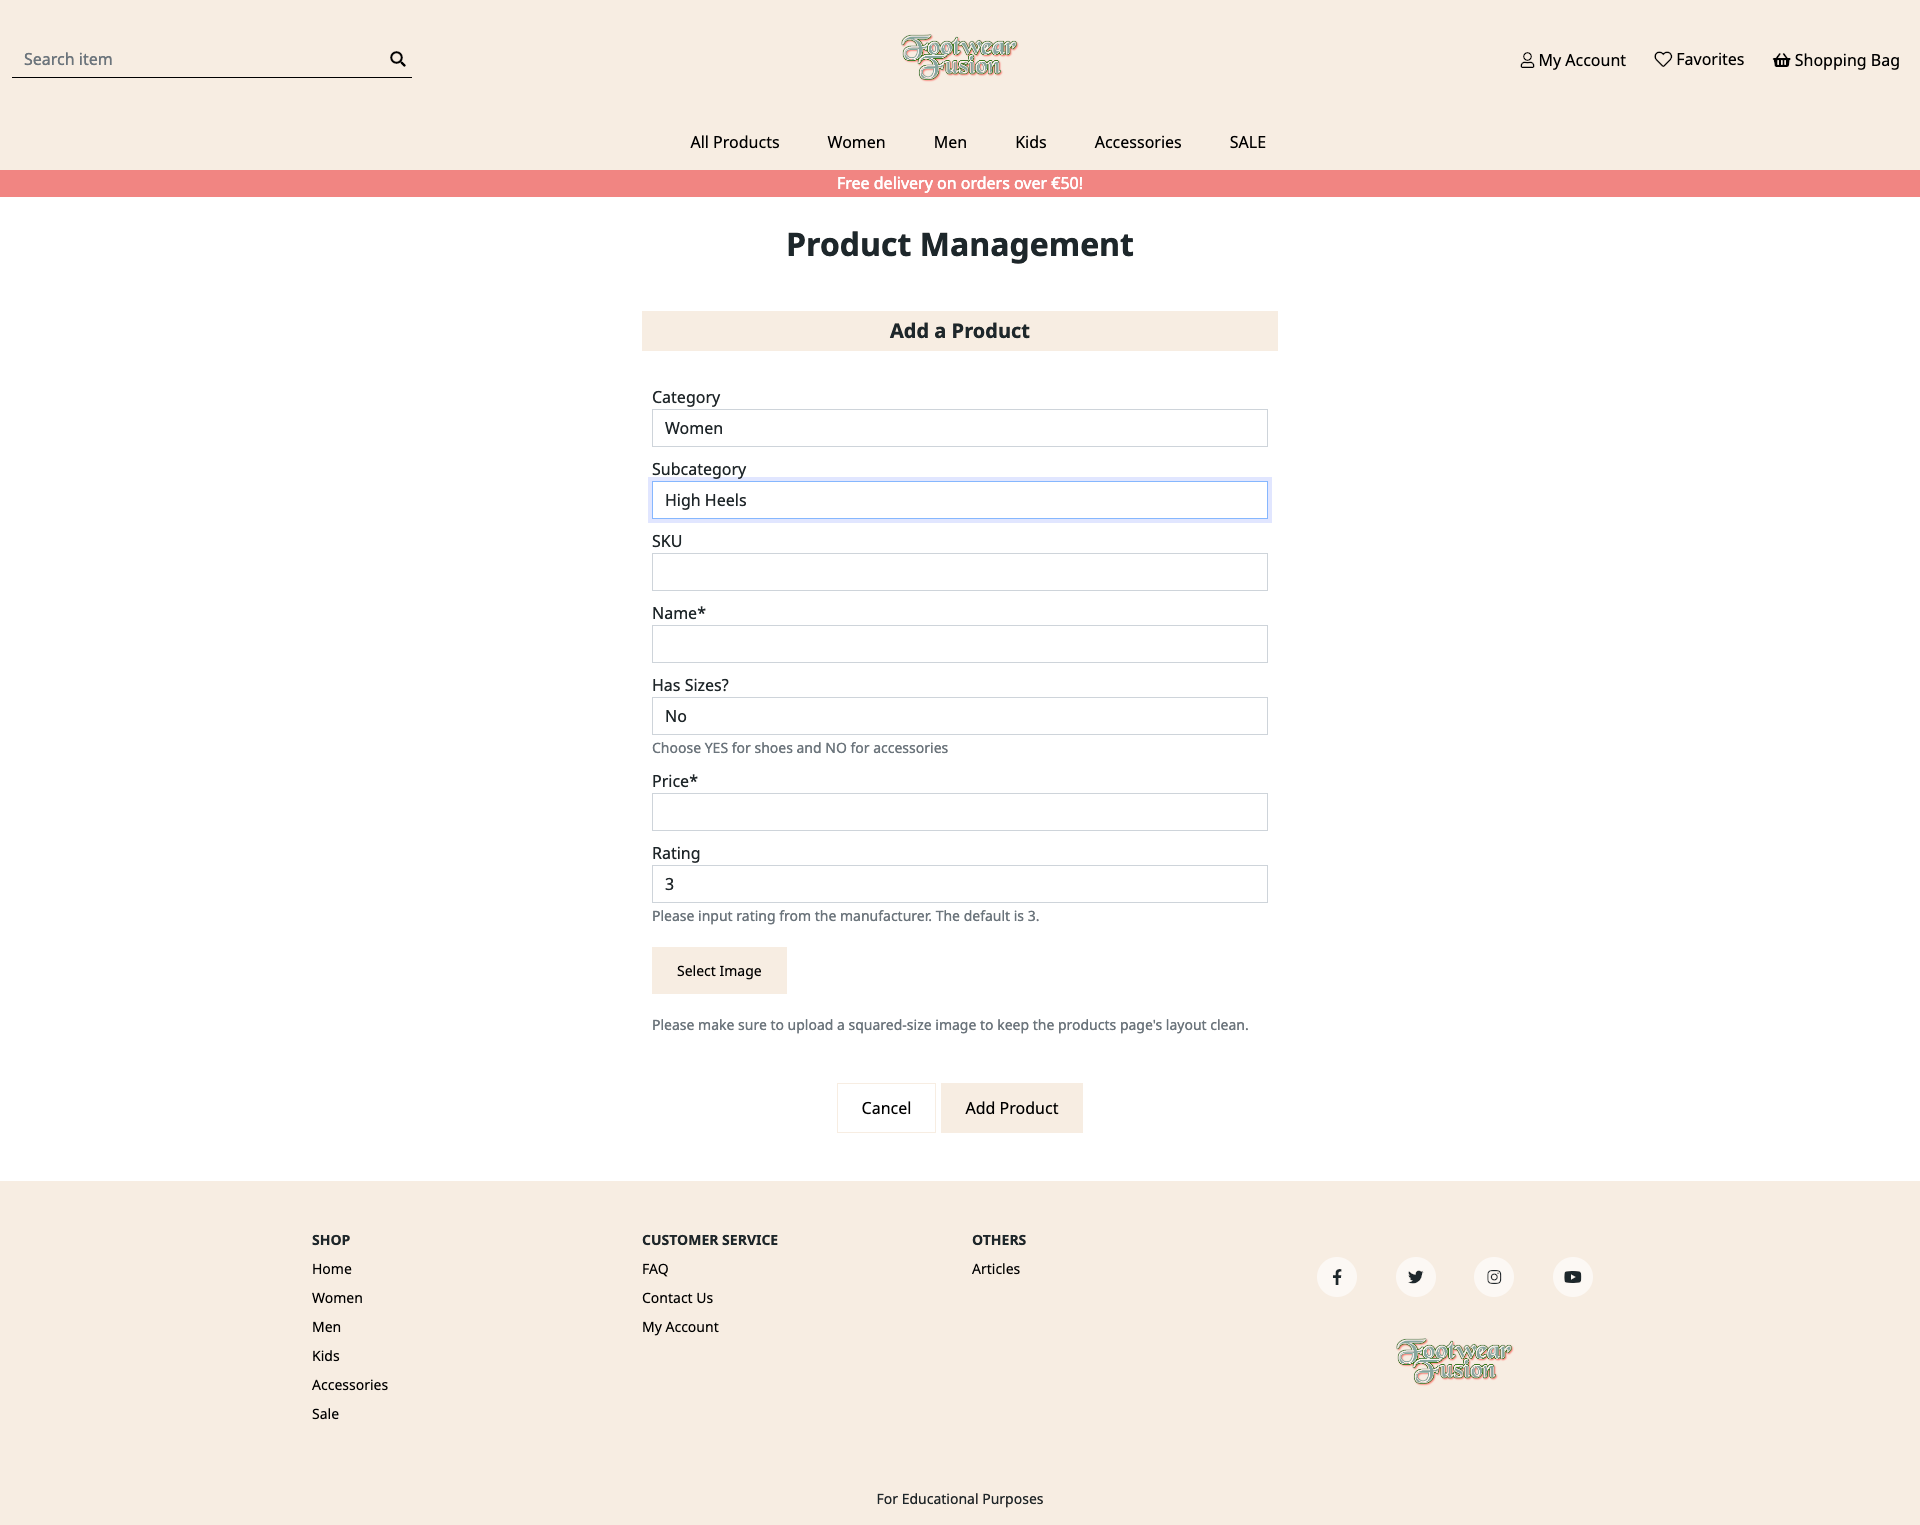 Search item
Footwear
Fusion
My Account
Favorites
Shopping Bag
All Products
Women
Men
Kids
Accessories
SALE
Free delivery on orders over €50!
Product Management
Add a Product
Category
Women
Subcategory
High Heels
SKU
Name*
Has Sizes?
No
Choose YES for shoes and NO for accessories
Price*
Rating
3
Please input rating from the manufacturer. The default is 3.
Select Image
Please make sure to upload a squared-size image to keep the products page's layout clean.
Cancel
Add Product
SHOP
Home
Women
Men
Kids
Accessories
Sale
CUSTOMER SERVICE
FAQ
Contact Us
My Account
OTHERS
Articles
Footwear
Fusion
For Educational Purposes